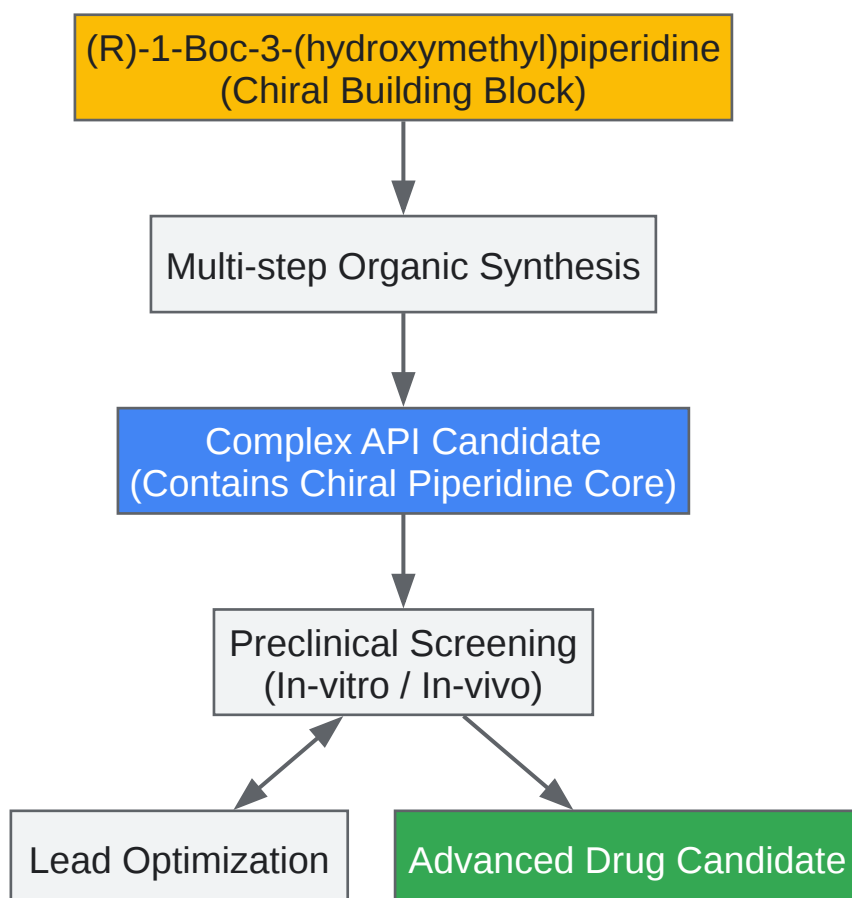 (R)-1-Boc-3-(hydroxymethyl)piperidine
(Chiral Building Block)
Multi-step Organic Synthesis
Complex API Candidate
(Contains Chiral Piperidine Core)
Preclinical Screening
(In-vitro / In-vivo)
Lead Optimization
Advanced Drug Candidate